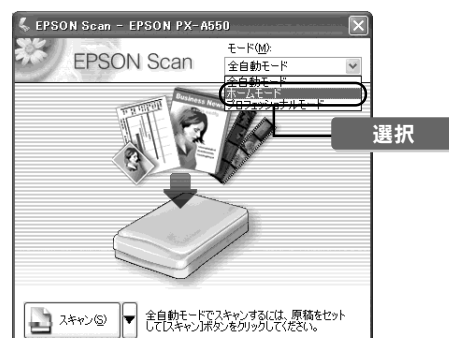 EPSON Scan - EPSON PX-A550
EPSON Scan
モード(M):
全自動モード
全自動モード
ホームモード
プロフェッショナルモード
選択
Business News
スキャン(S)
全自動モードでスキャンするには、原稿をセット
して[スキャン]ボタンをクリックしてください。